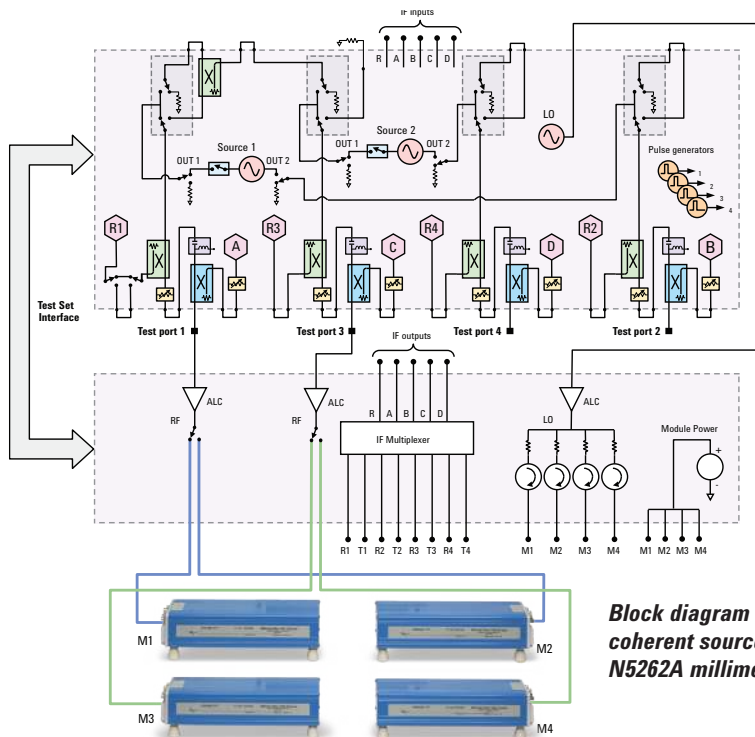 IF inputs
R A B C D
LO
Source 1
Source 2
OUT 1
OUT 2
OUT 1
OUT 2
Pulse generators
1
2
3
4
R1
A
R3
C
R4
D
R2
B
Test Set
Interface
Test port 1
Test port 3
Test port 4
Test port 2
IF outputs
R A B C D
ALC
RF
ALC
RF
IF Multiplexer
ALC
LO
Module Power
+
-
R1 T1 R2 T2 R3 T3 R4 T4
M1 M2 M3 M4
M1 M2 M3 M4
M1
M2
M3
M4
Block diagram
coherent source
N5262A millime